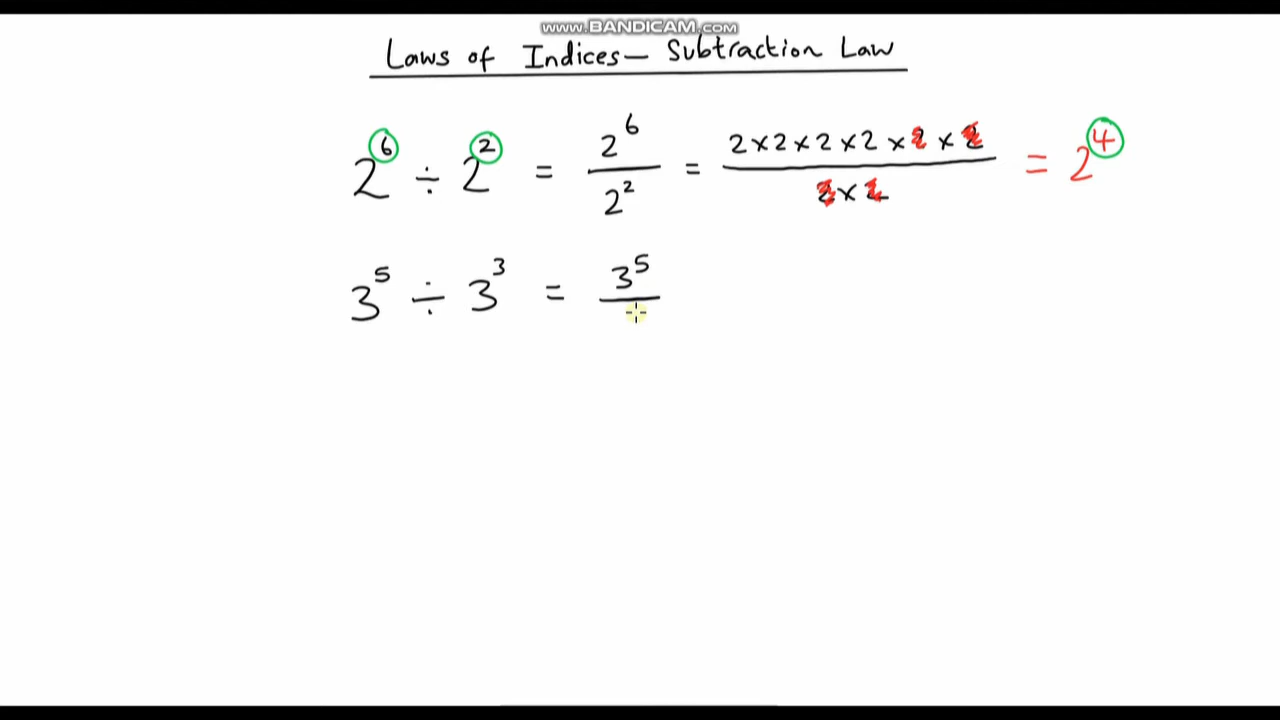 www.BANDICAM.com
Laws of Indices — Subtraction Law
2⁶ ÷ 2² = 2⁶/2² = 2×2×2×2×2×2/2×2 = 2⁴
3⁵ ÷ 3³ = 3⁵/